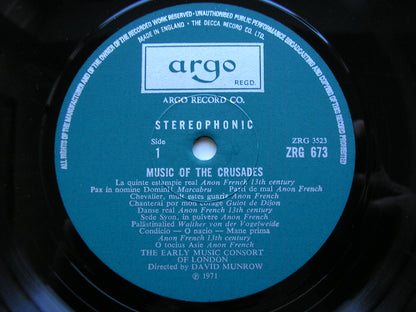 ALL RIGHTS OF THE MANUFACTURER AND OF THE OWNER OF THE RECORDED WORK RESERVED · UNAUTHORISED PUBLIC PERFORMANCE BROADCASTING AND COPYING OF THIS RECORD PROHIBITED
MADE IN ENGLAND · THE DECCA RECORD CO. LTD.
argo
REGD.
ARGO RECORD CO.
STEREOPHONIC
Side
1
ZRG 3523
ZRG 673
MUSIC OF THE CRUSADES
La quinte estampie real Anon French 13th century
Pax in nomine Domini Marcabru Parti de mal Anon French
Chevalier, mult estes guariz Anon French
Chanterai por mon corage Guiot de Dijon
Danse real Anon French 13th century
Sede Syon, in pulvere Anon French
Palästinalied Walther von der Vogelweide
Condicio — O nacio — Mane prima
Anon French 13th century
O tocius Asie Anon French
THE EARLY MUSIC CONSORT
OF LONDON
Directed by DAVID MUNROW
℗ 1971